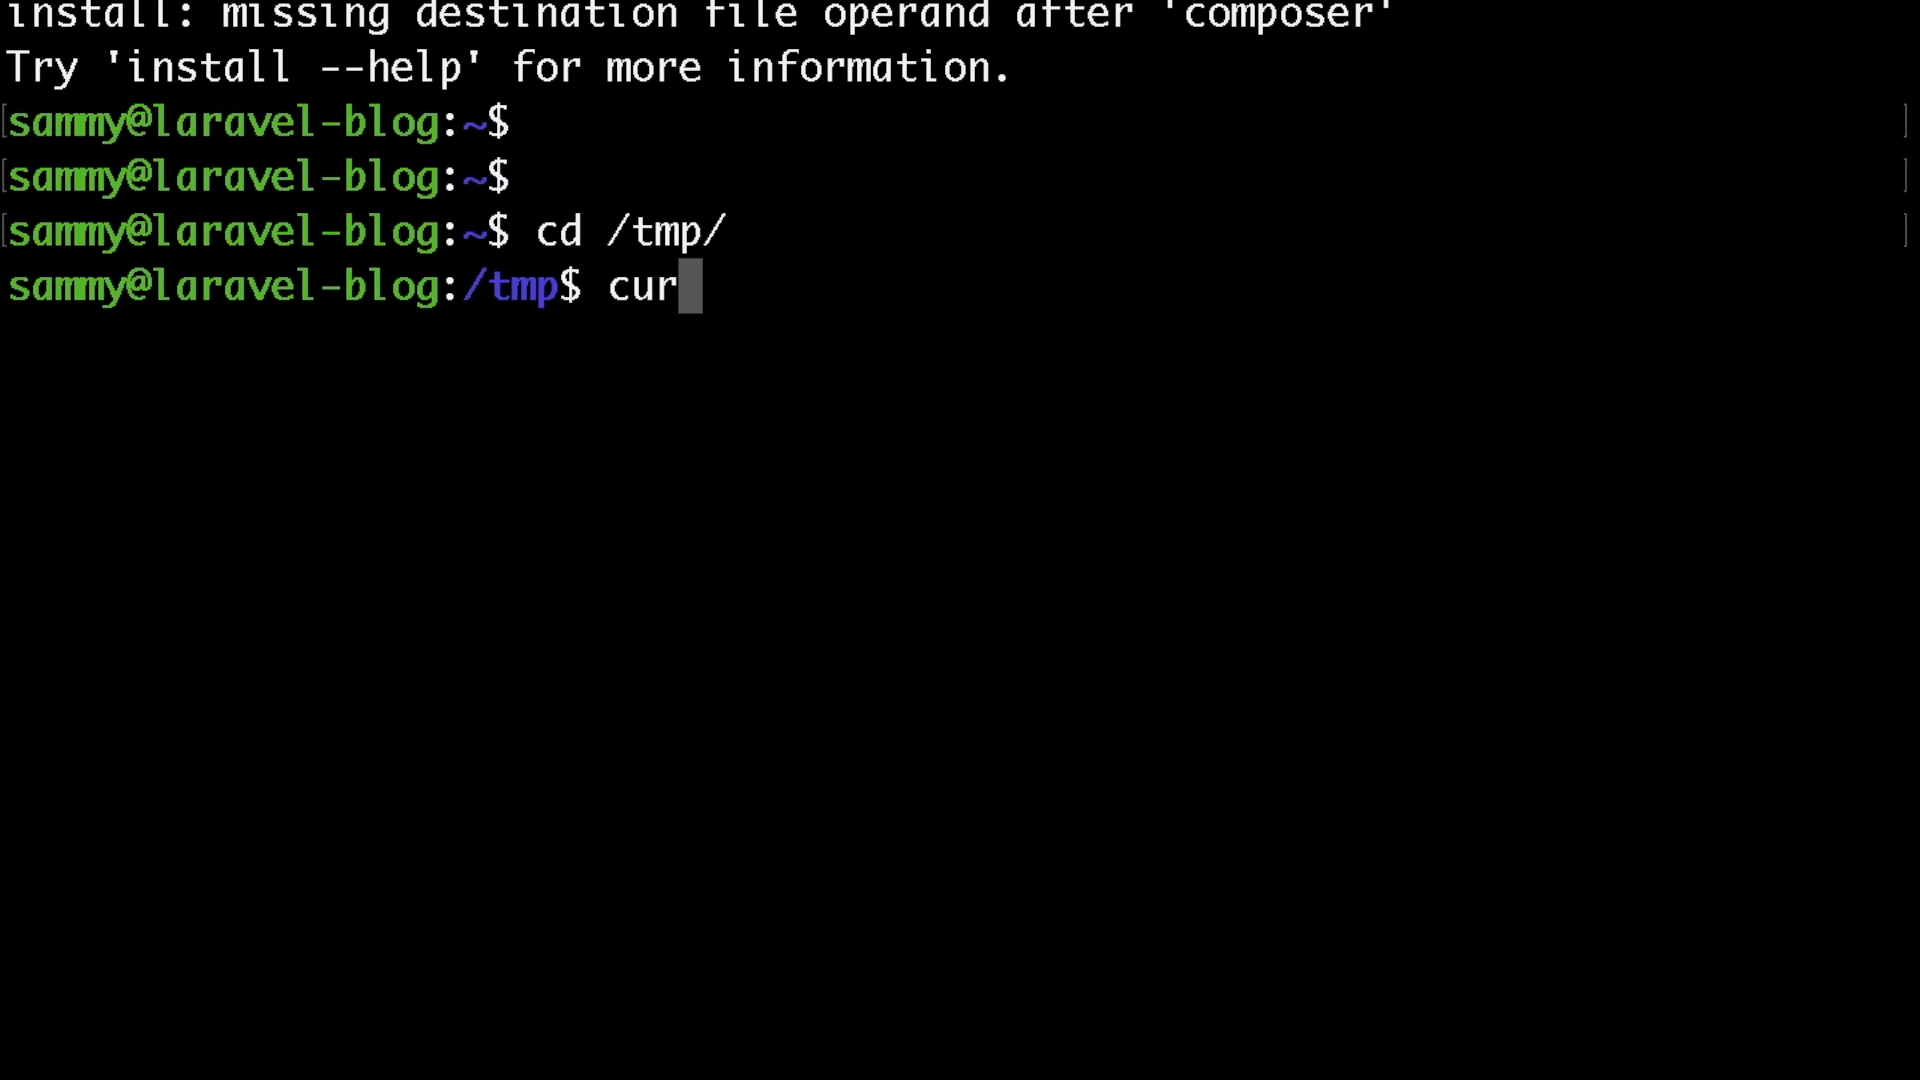 install: missing destination file operand after 'composer'
Try 'install --help' for more information.
[sammy@laravel-blog:~$ ]
[sammy@laravel-blog:~$ ]
[sammy@laravel-blog:~$ cd /tmp/ ]
sammy@laravel-blog:/tmp$ cur